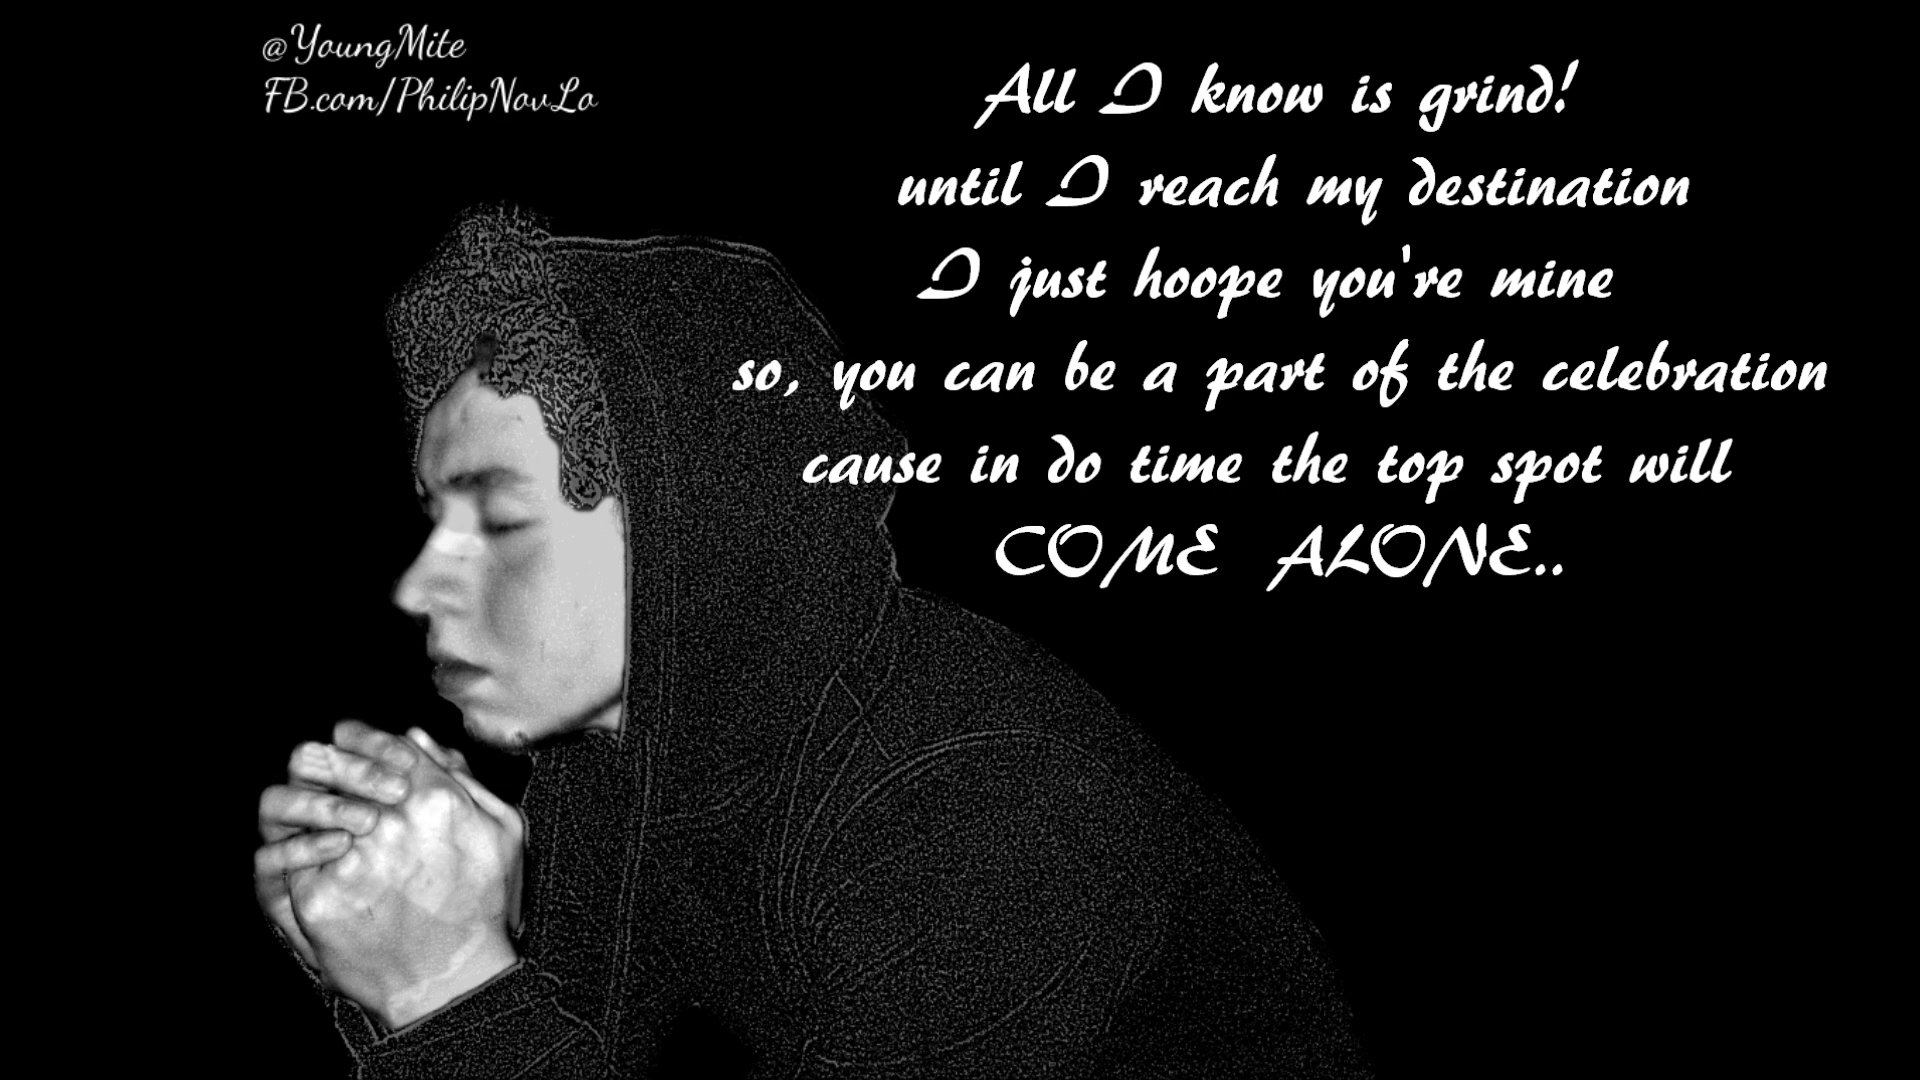 @YoungMite
FB.com/PhilipNovLo
All I know is grind!
until I reach my destination
I just hoope you're mine
so, you can be a part of the celebration
cause in do time the top spot will
COME ALONE..